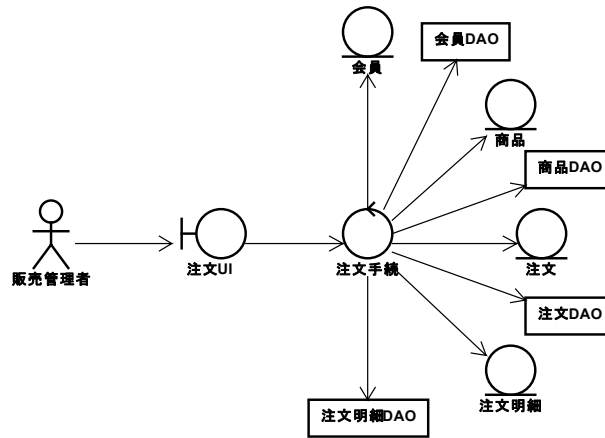 会員DAO
会員
商品
商品DAO
販売管理者
注文UI
注文手続
注文
注文DAO
注文明細DAO
注文明細